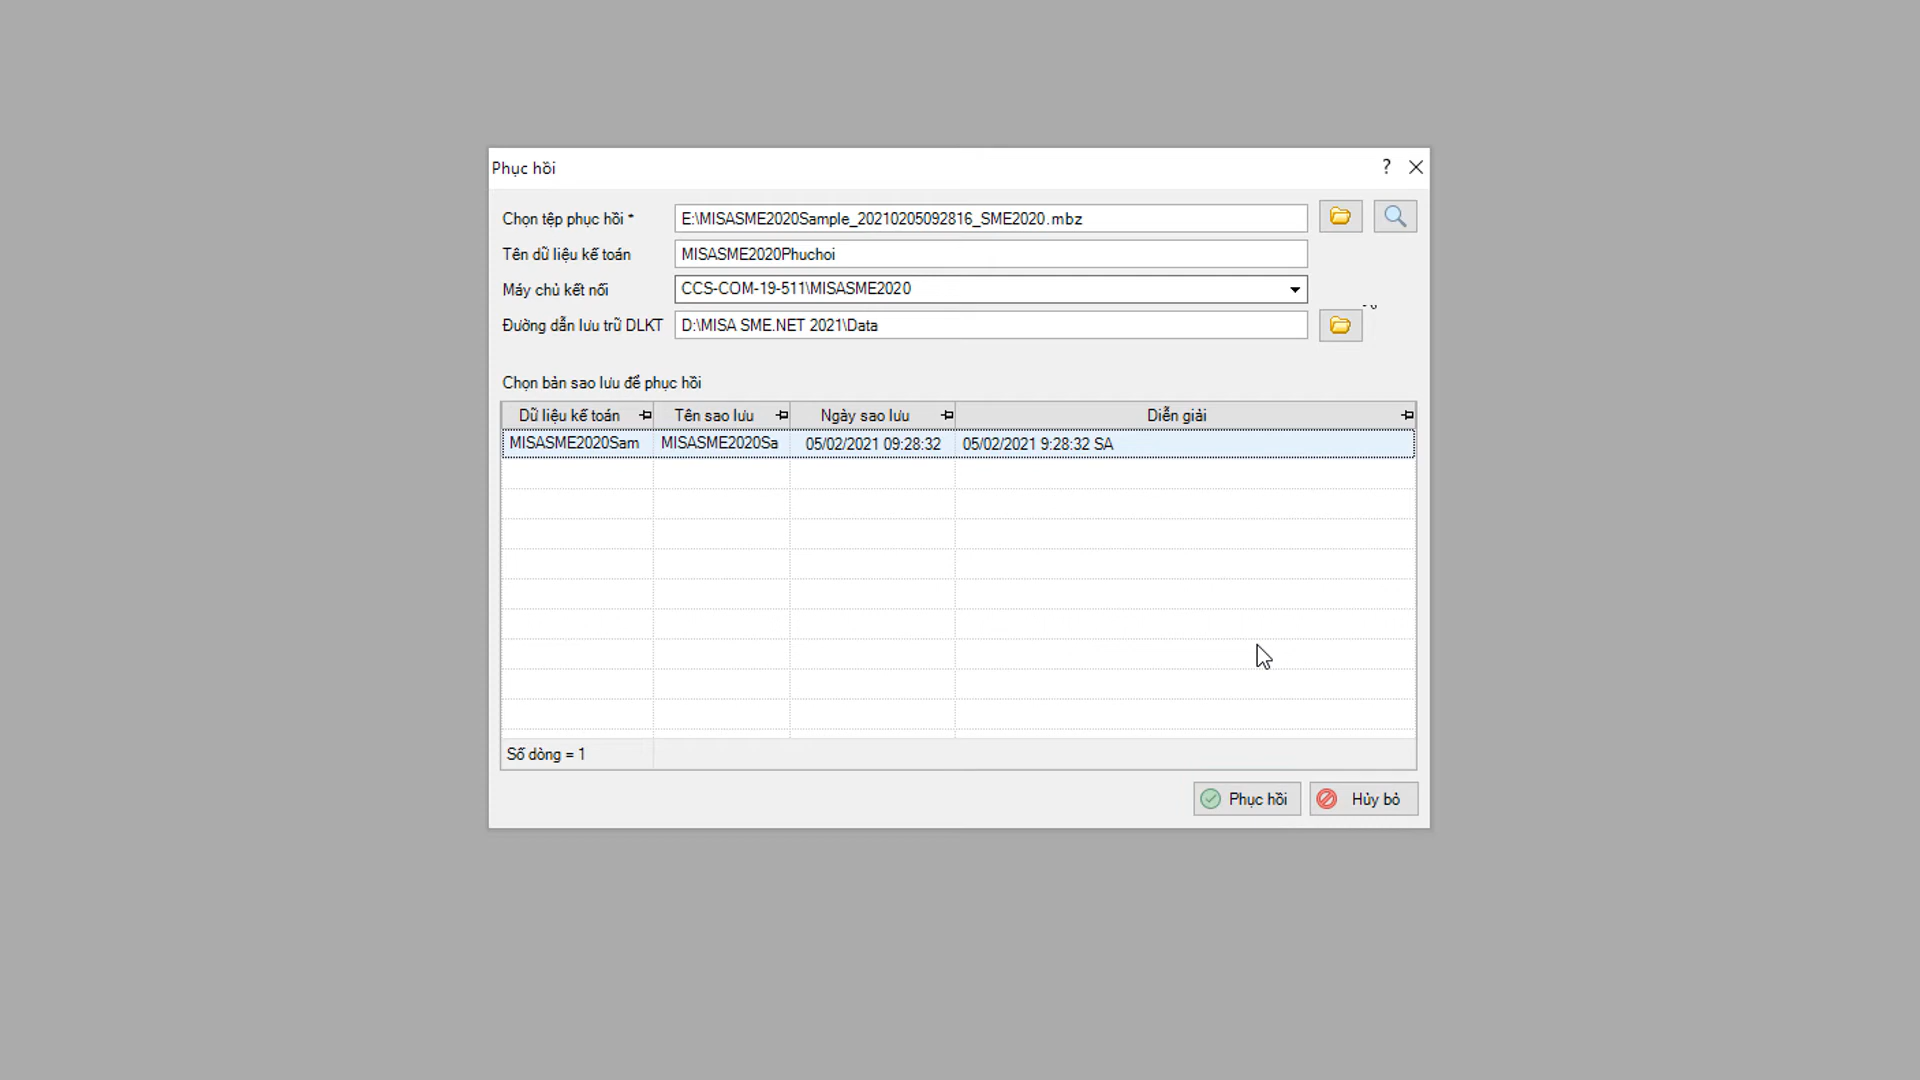 Phục hồi
?
Chọn tệp phục hồi * E:\MISASME2020Sample_20210205092816_SME2020.mbz
Tên dữ liệu kế toán MISASME2020Phuchoi
Máy chủ kết nối CCS-COM-19-511\MISASME2020
Đường dẫn lưu trữ DLKT D:\MISA SME.NET 2021\Data
Chọn bản sao lưu để phục hồi
Dữ liệu kế toán Tên sao lưu Ngày sao lưu Diễn giải
MISASME2020Sam MISASME2020Sa 05/02/2021 09:28:32 05/02/2021 9:28:32 SA
Số dòng = 1
Phục hồi Hủy bỏ